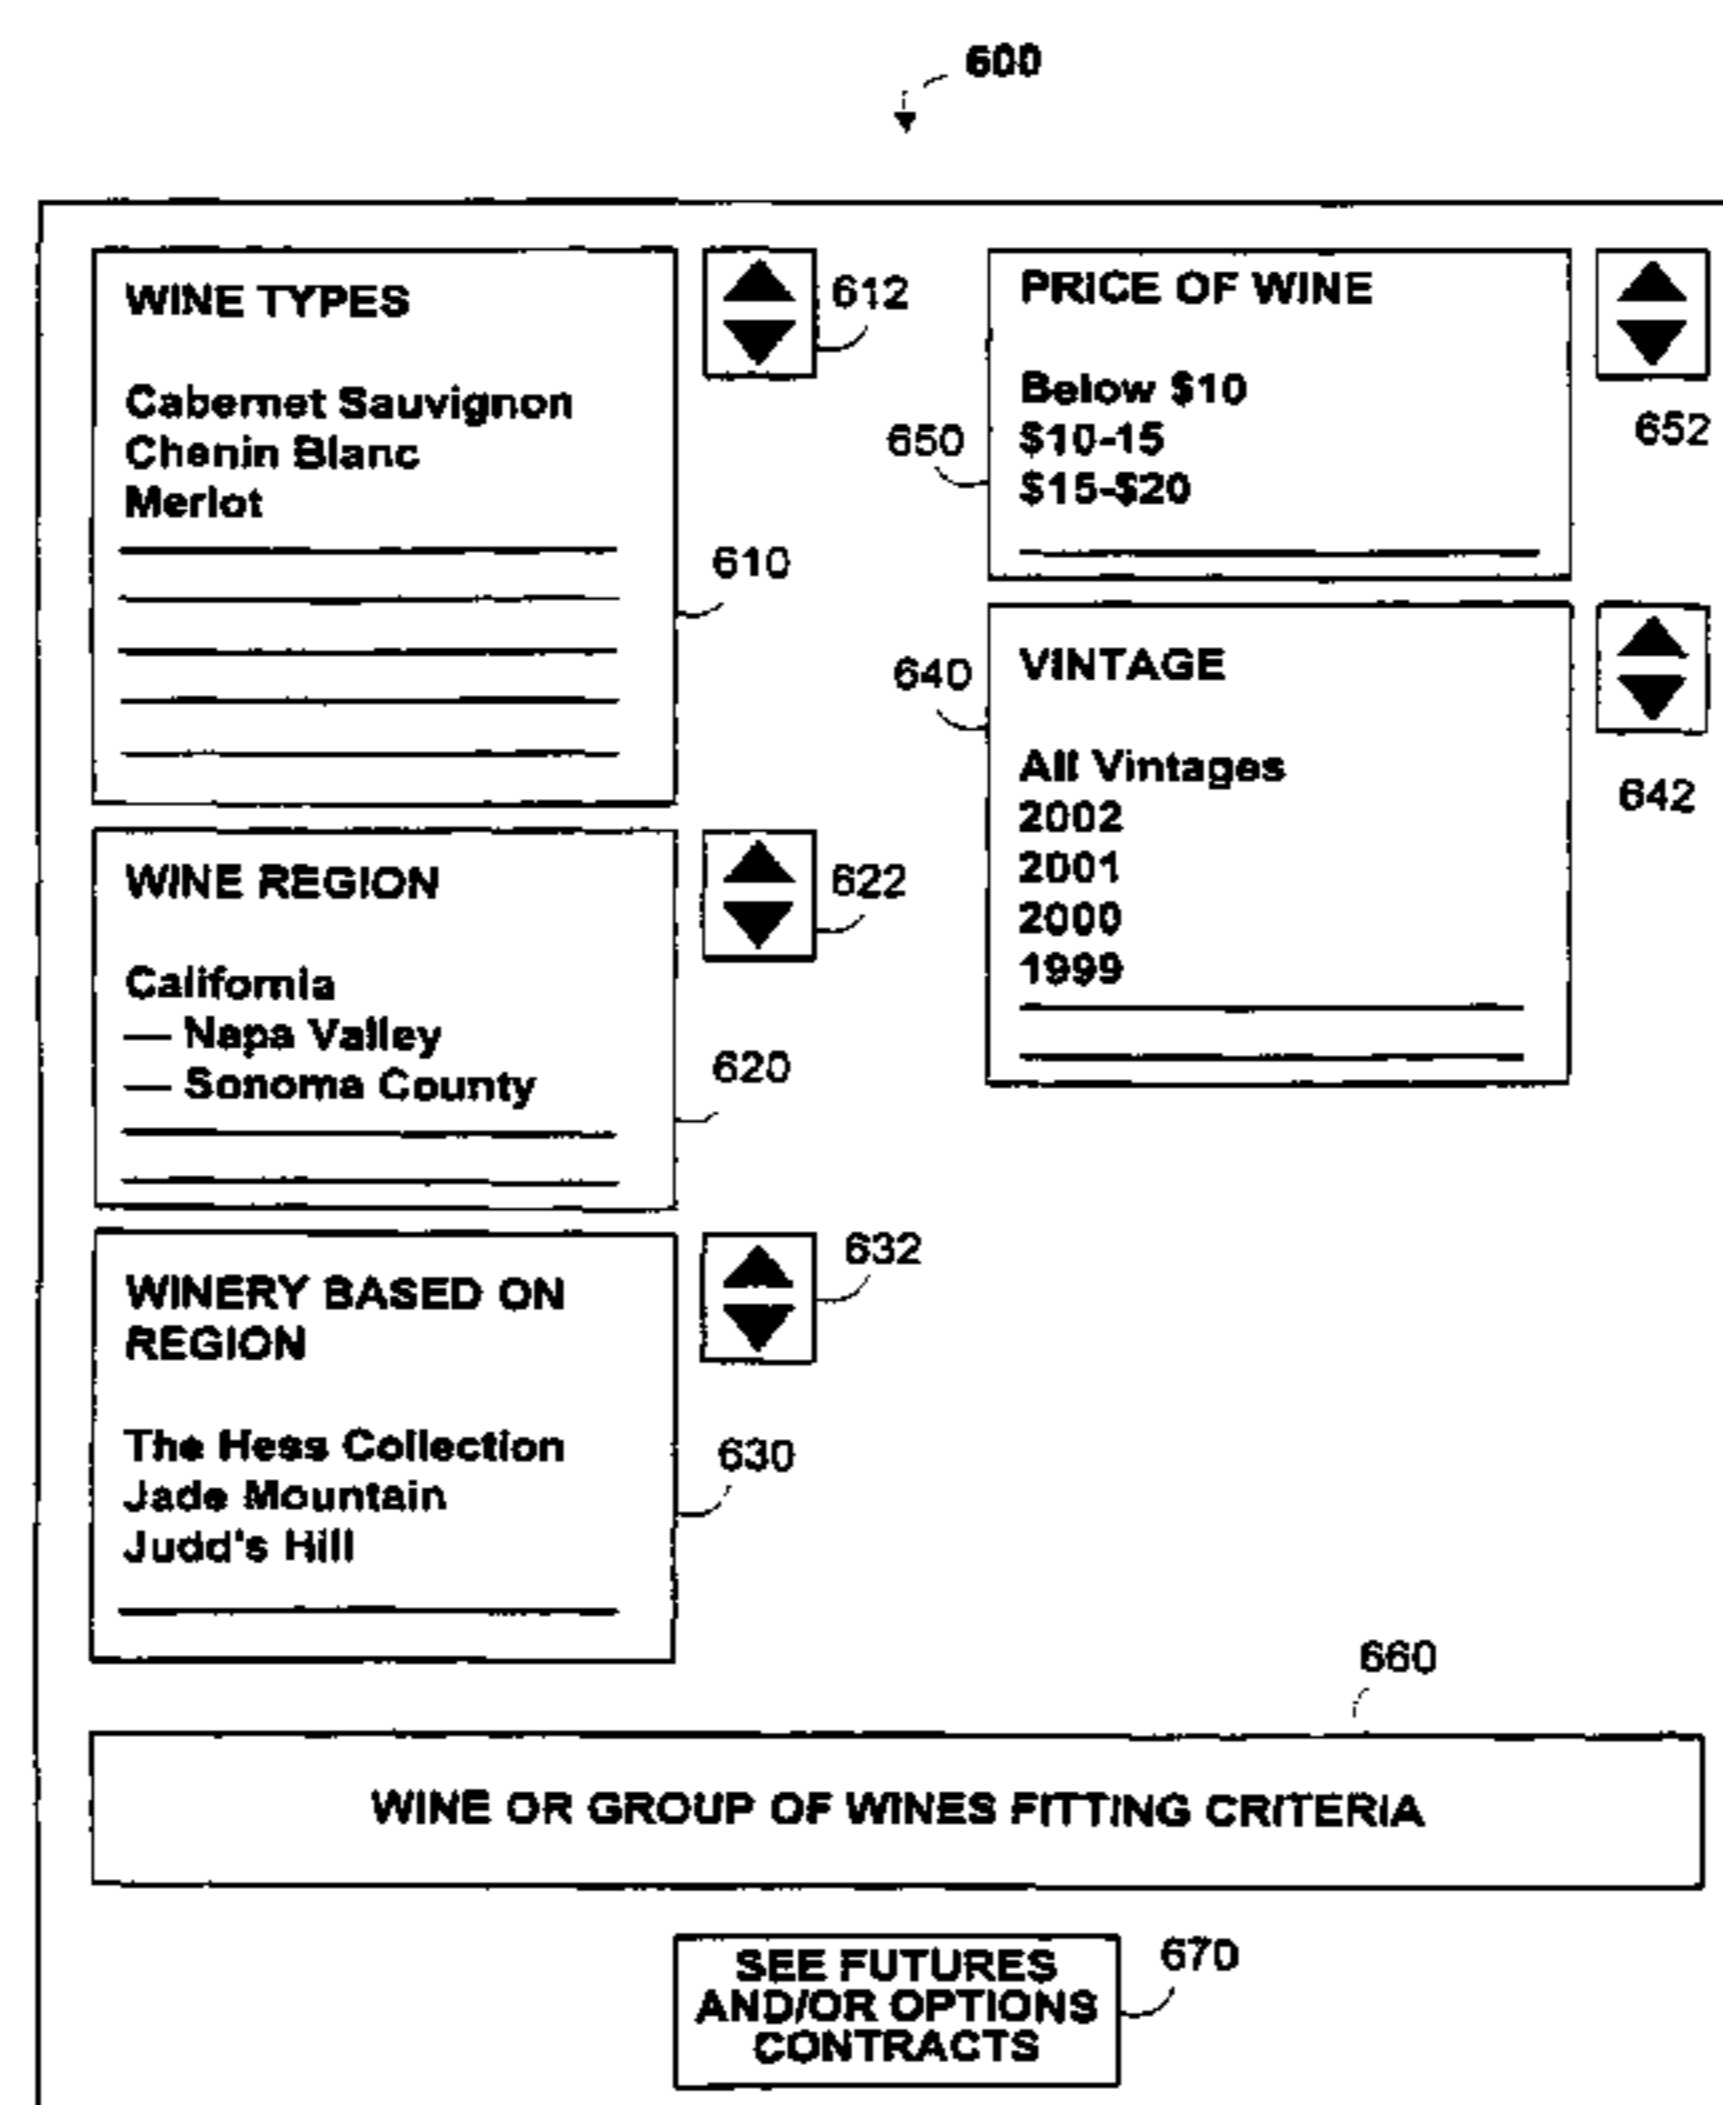 600
WINE TYPES
Cabernet Sauvignon
Chenin Blanc
Merlot
612
610
WINE REGION
California
— Napa Valley
— Sonoma County
622
620
WINERY BASED ON
REGION
The Hess Collection
Jade Mountain
Judd's Hill
632
630
PRICE OF WINE
Below $10
$10-15
$15-$20
650
652
VINTAGE
All Vintages
2002
2001
2000
1999
640
642
660
WINE OR GROUP OF WINES FITTING CRITERIA
SEE FUTURES
AND/OR OPTIONS
CONTRACTS
670